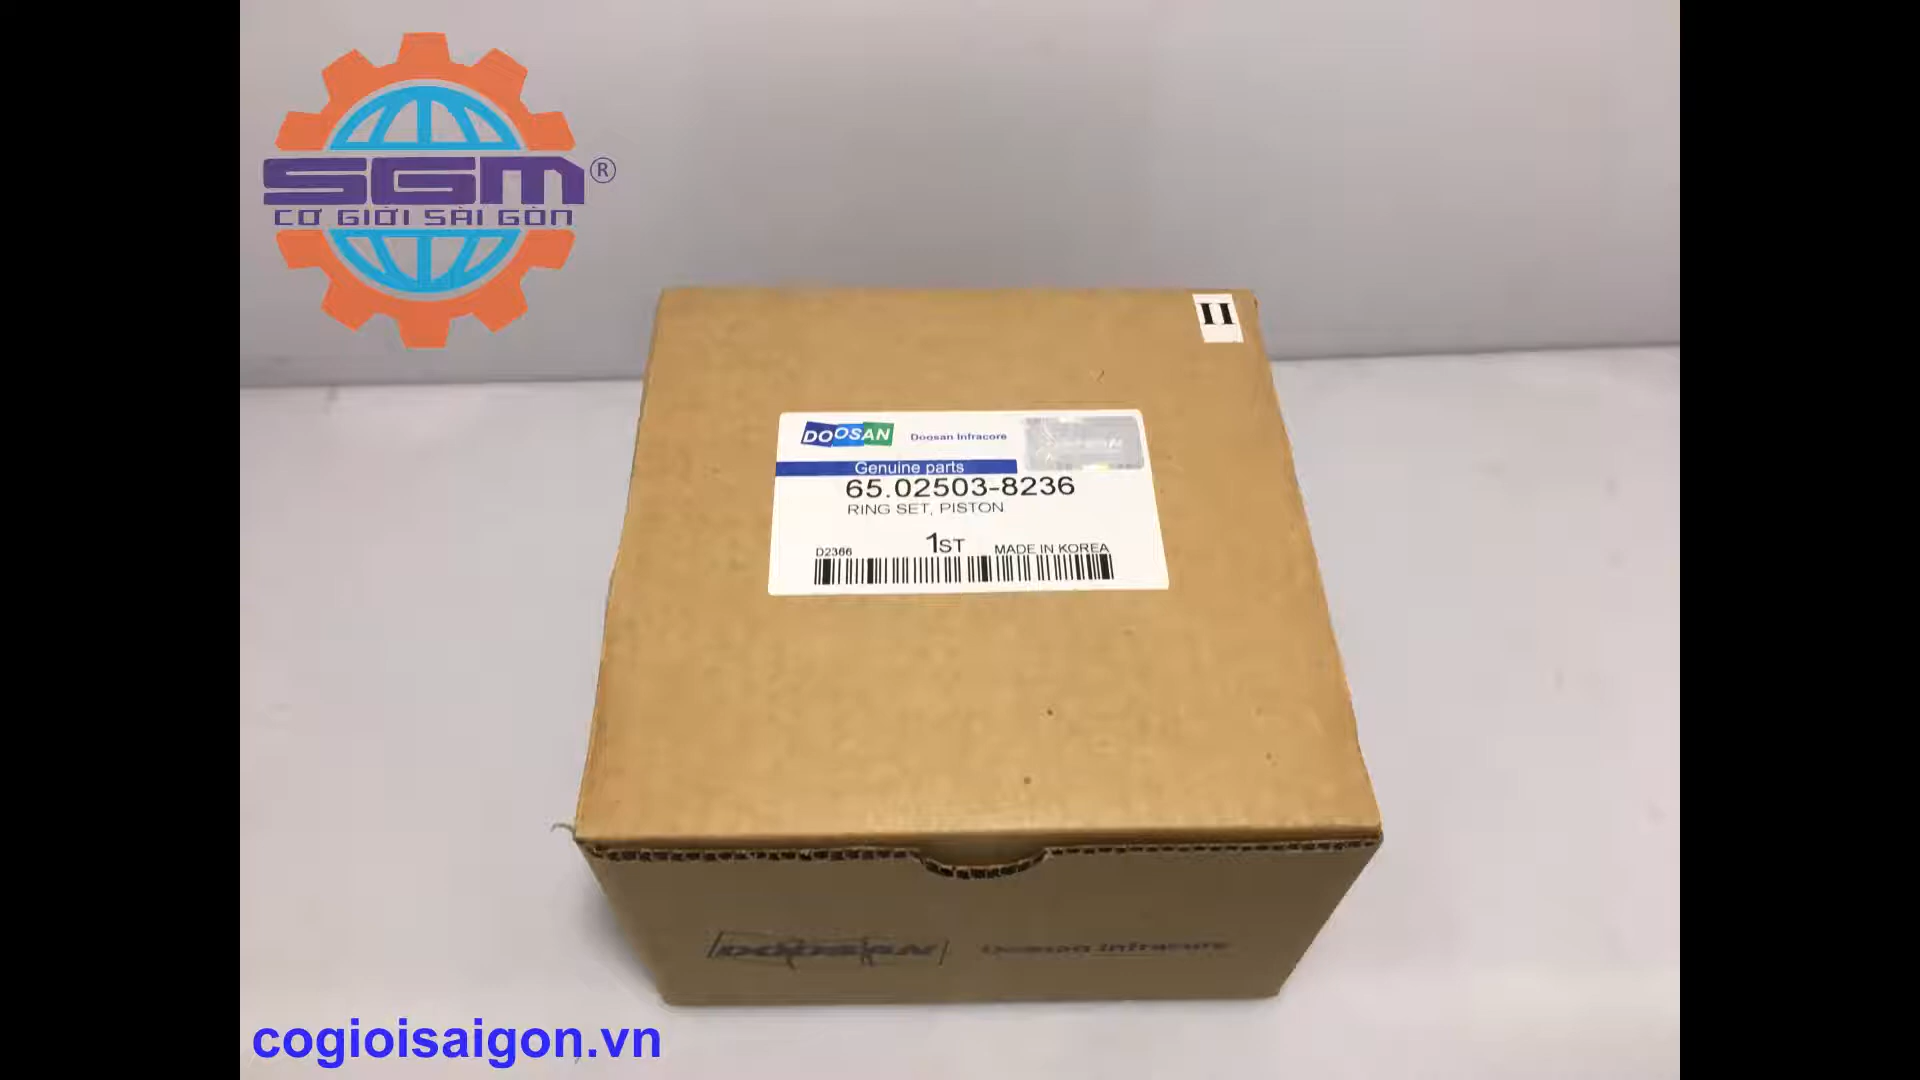 SGM®
CƠ GIỚI SÀI GÒN
II
DOOSAN Doosan Infracore
Genuine parts
65.02503-8236
RING SET, PISTON
D2366 1ST MADE IN KOREA
DOOSAN Doosan Infracore
cogioisaigon.vn